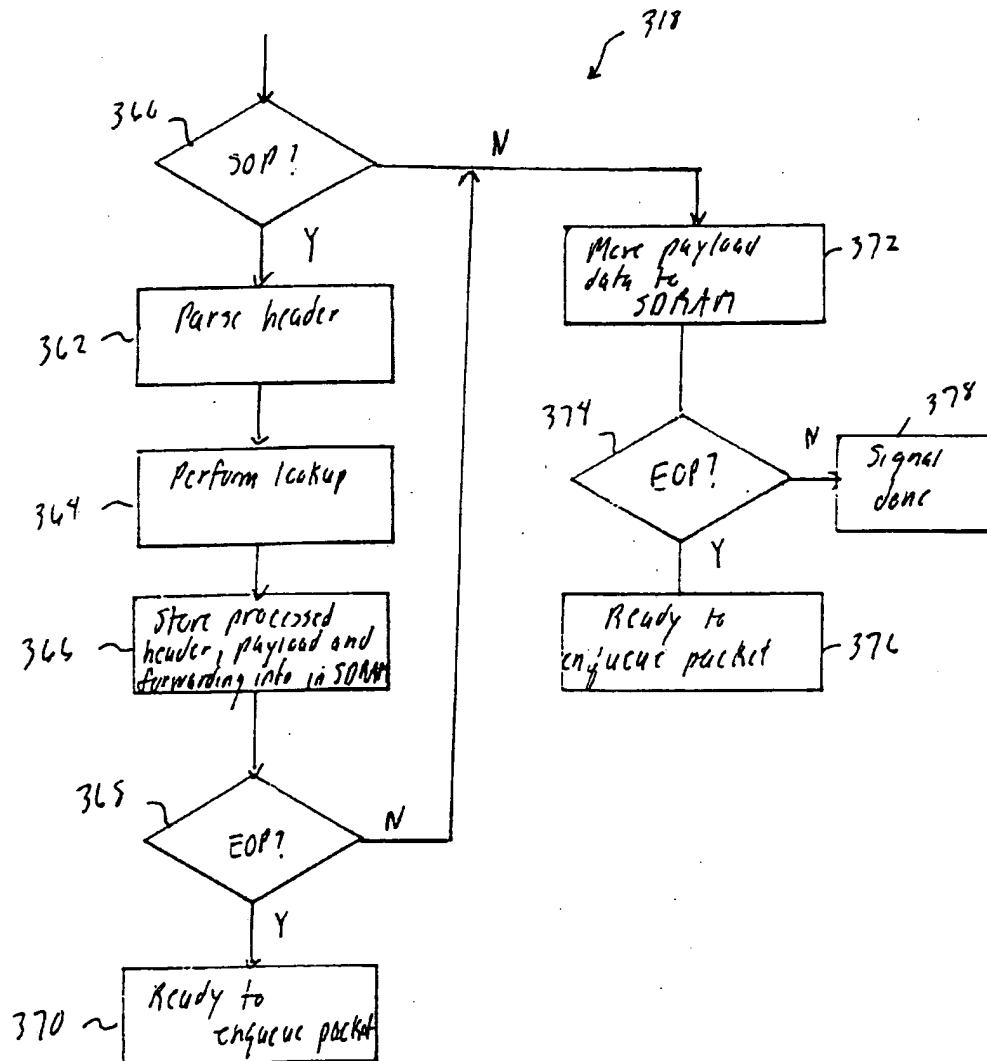 318
366
SOP?
N
Y
Move payload
data to
SDRAM
372
Parse header
362
374
EOP?
N
378
Signal
done
Perform lookup
364
Y
Store processed
header, payload and
forwarding info in SDRAM
366
Ready to
enqueue packet
376
368
EOP?
N
Y
Ready to
enqueue packet
370